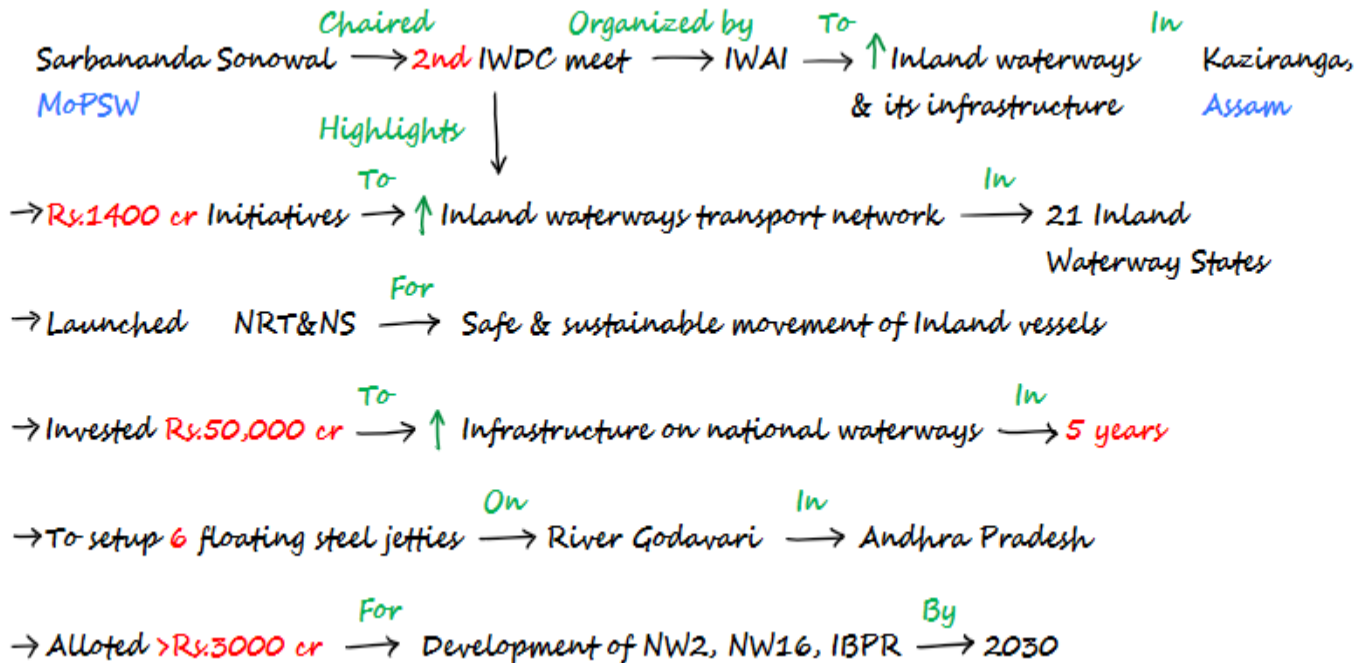 Chaired Organized by To In
Sarbananda Sonowal → 2nd IWDC meet → IWAI → ↑ Inland waterways Kaziranga,
MoPSW & its infrastructure Assam
Highlights
To In
→ Rs.1400 cr Initiatives → ↑ Inland waterways transport network → 21 Inland
Waterway States
For
→ Launched NRT&NS → Safe & sustainable movement of Inland vessels
To In
→ Invested Rs.50,000 cr → ↑ Infrastructure on national waterways → 5 years
On In
→ To setup 6 floating steel jetties → River Godavari → Andhra Pradesh
For By
→ Alloted >Rs.3000 cr → Development of NW2, NW16, IBPR → 2030